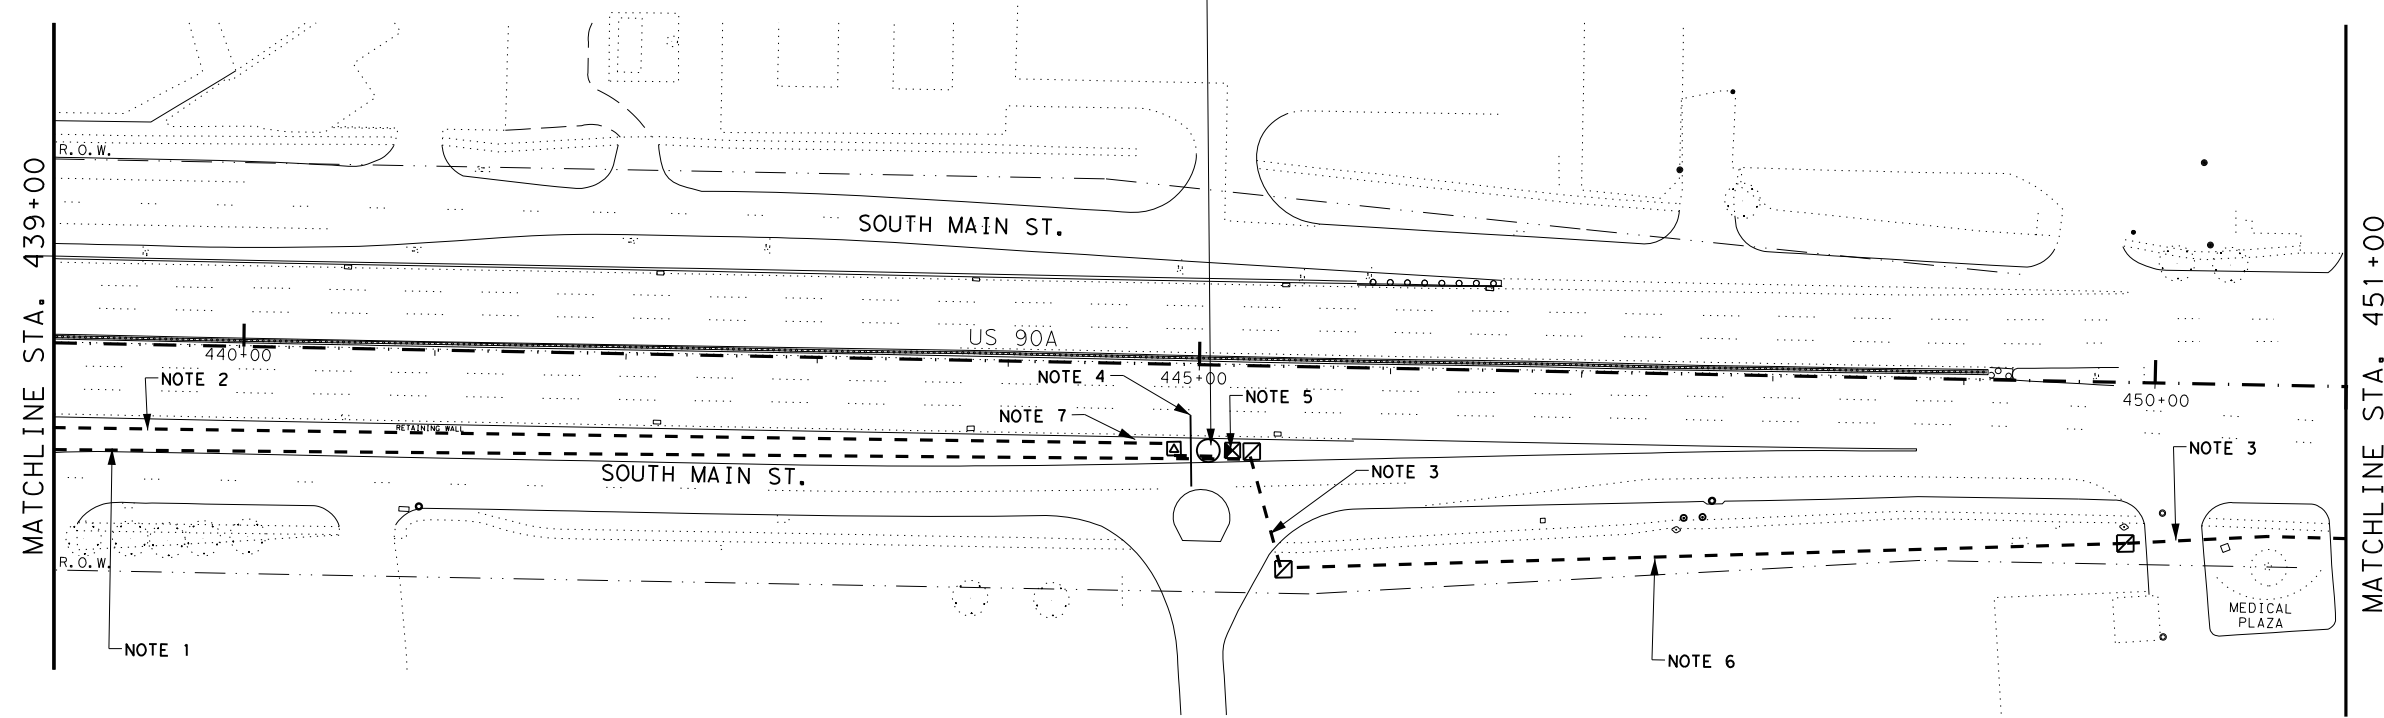 MATCHLINE STA. 439+00
R.O.W.
SOUTH MAIN ST.
US 90A
440+00
445+00
450+00
NOTE 2
NOTE 4
NOTE 5
NOTE 7
RETAINING WALL
SOUTH MAIN ST.
NOTE 3
NOTE 3
R.O.W.
MEDICAL
PLAZA
NOTE 1
NOTE 6
MATCHLINE STA. 451+00